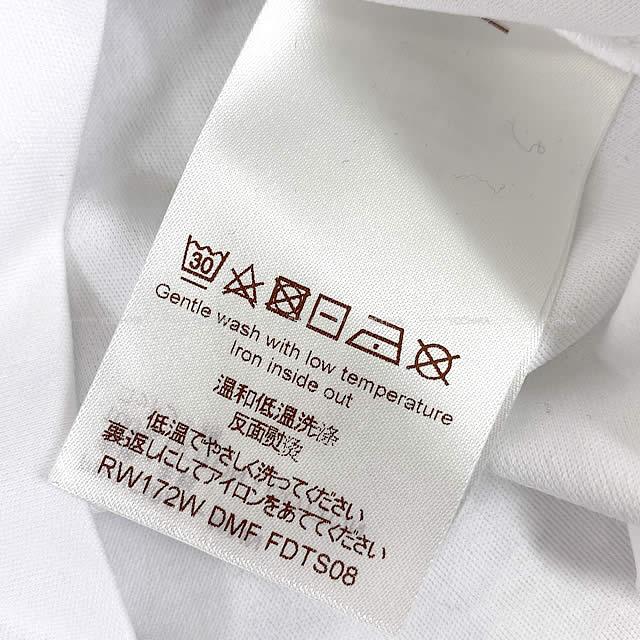 30
Gentle wash with low temperature
Iron inside out
温和低温洗涤
反面熨烫
低温でやさしく洗ってください
裏返しにしてアイロンをあててください
RW172W DMF FDTS08